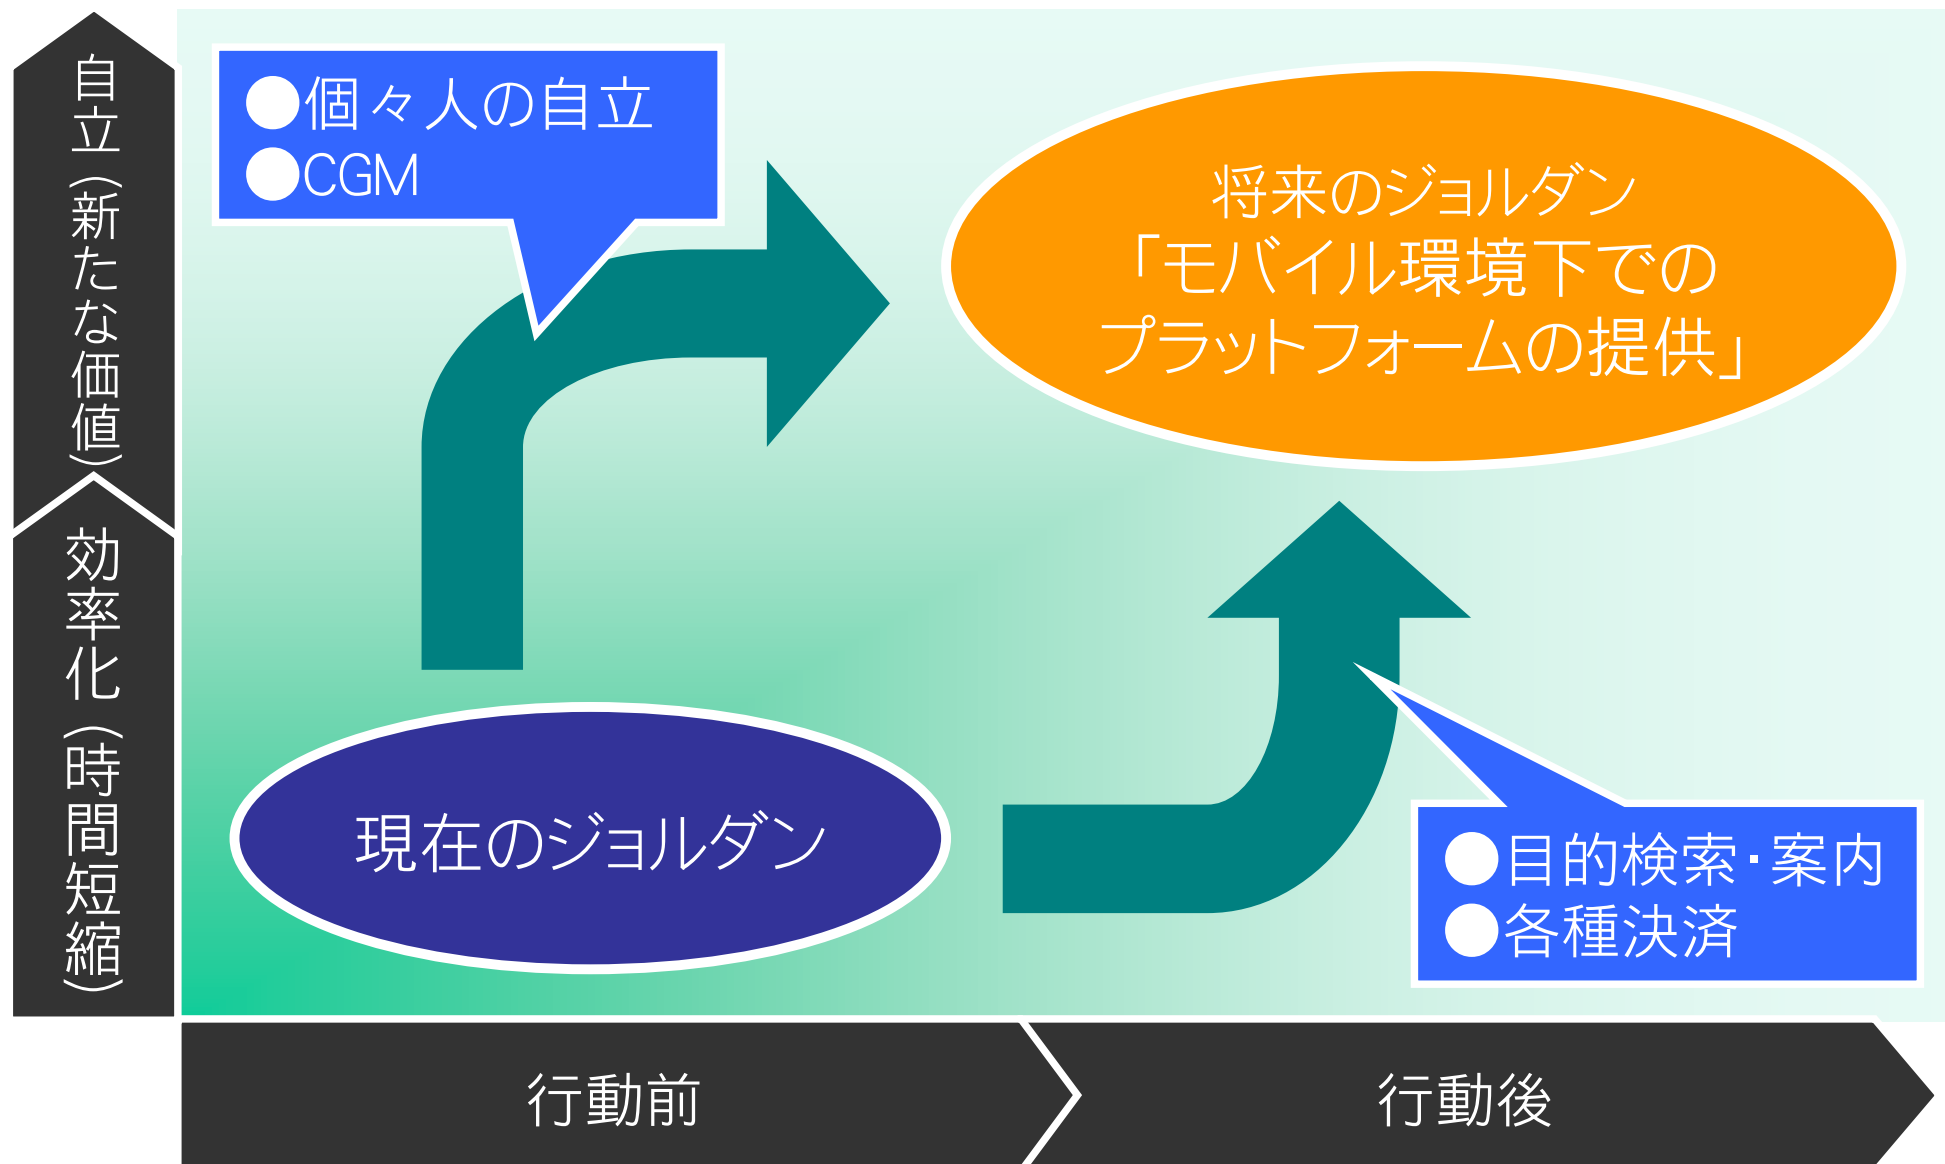 自立（新たな価値）
効率化（時間短縮）
●個々人の自立
●CGM
将来のジョルダン
「モバイル環境下での
プラットフォームの提供」
現在のジョルダン
●目的検索・案内
●各種決済
行動前
行動後